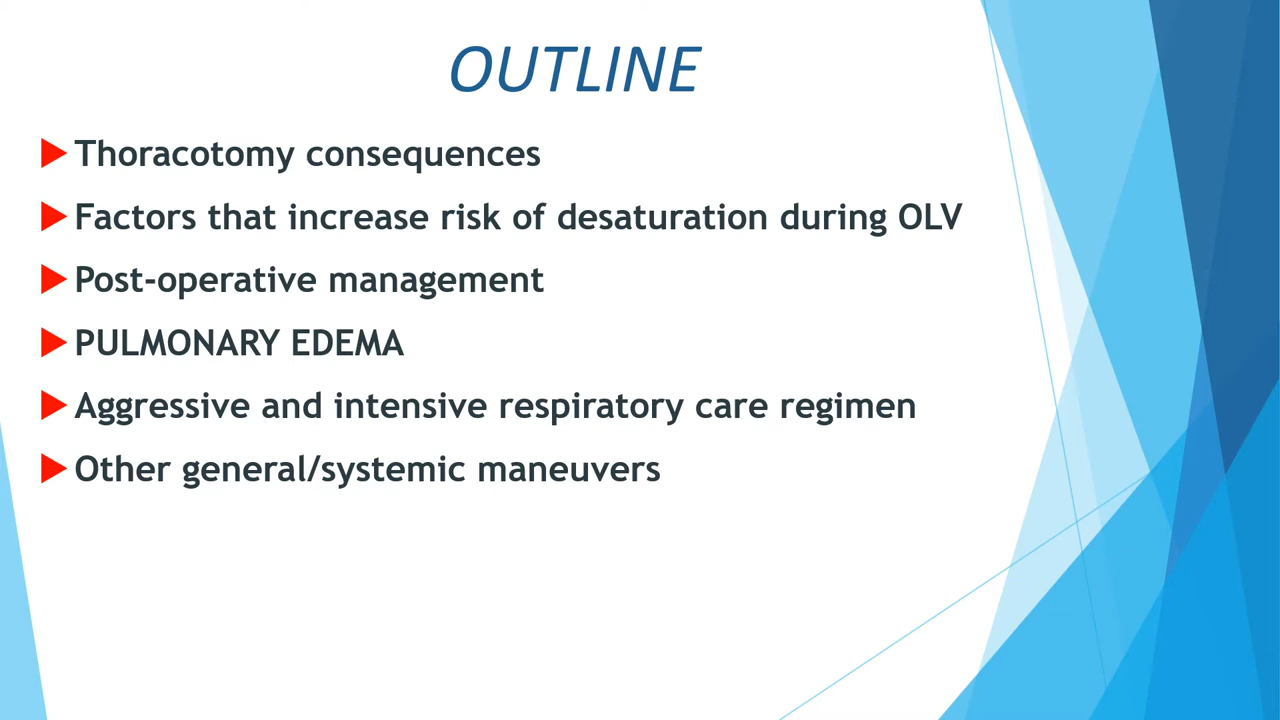 OUTLINE
Thoracotomy consequences
Factors that increase risk of desaturation during OLV
Post-operative management
PULMONARY EDEMA
Aggressive and intensive respiratory care regimen
Other general/systemic maneuvers